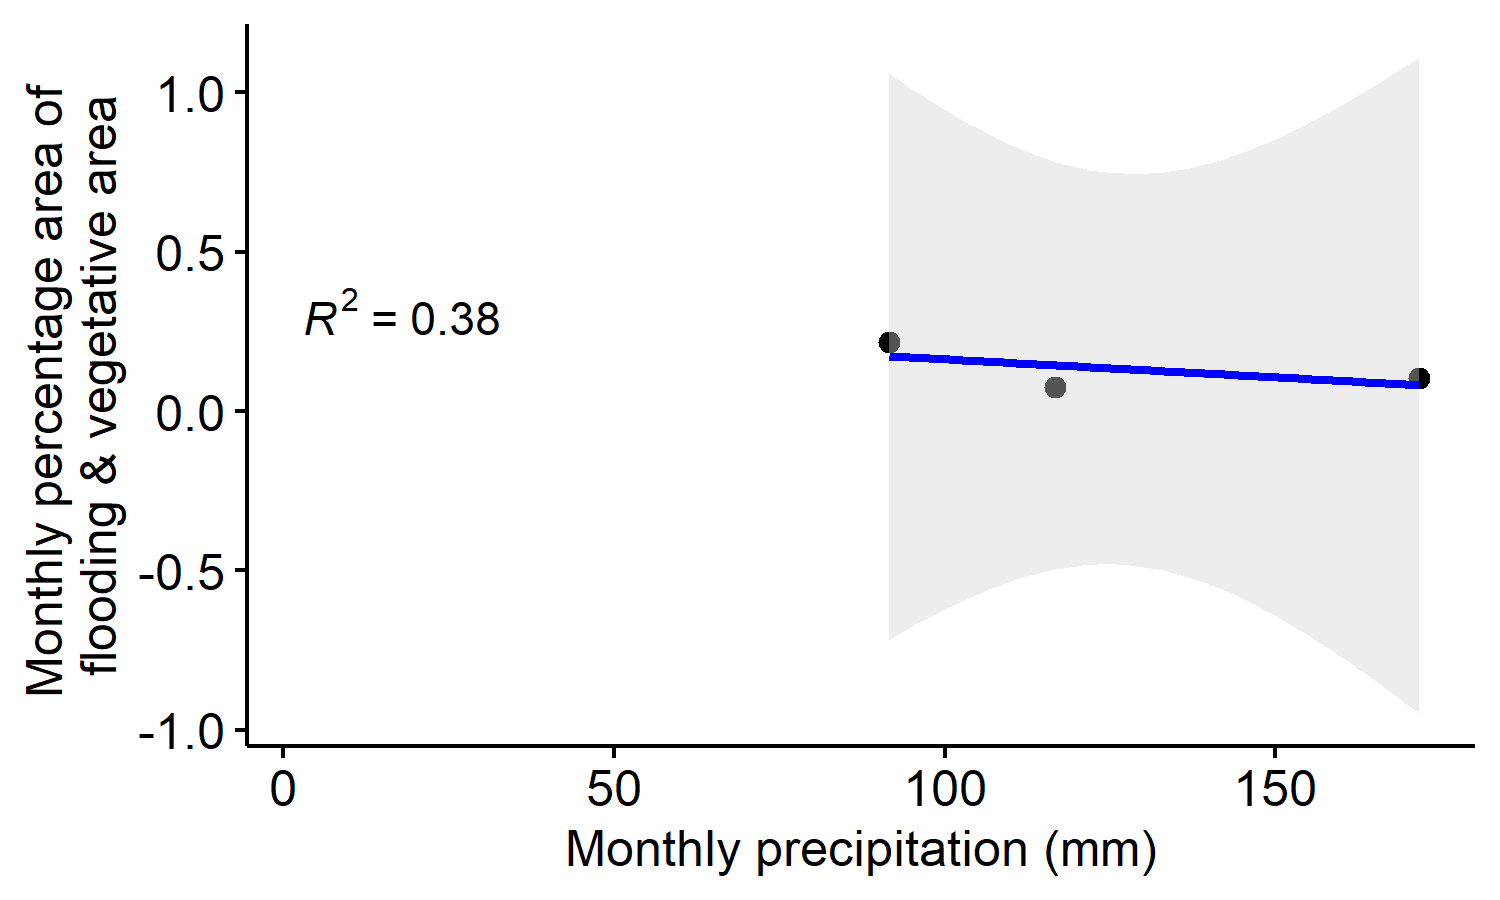 Monthly percentage area of
flooding & vegetative area
1.0
0.5
0.0
-0.5
-1.0
R² = 0.38
0 50 100 150
Monthly precipitation (mm)